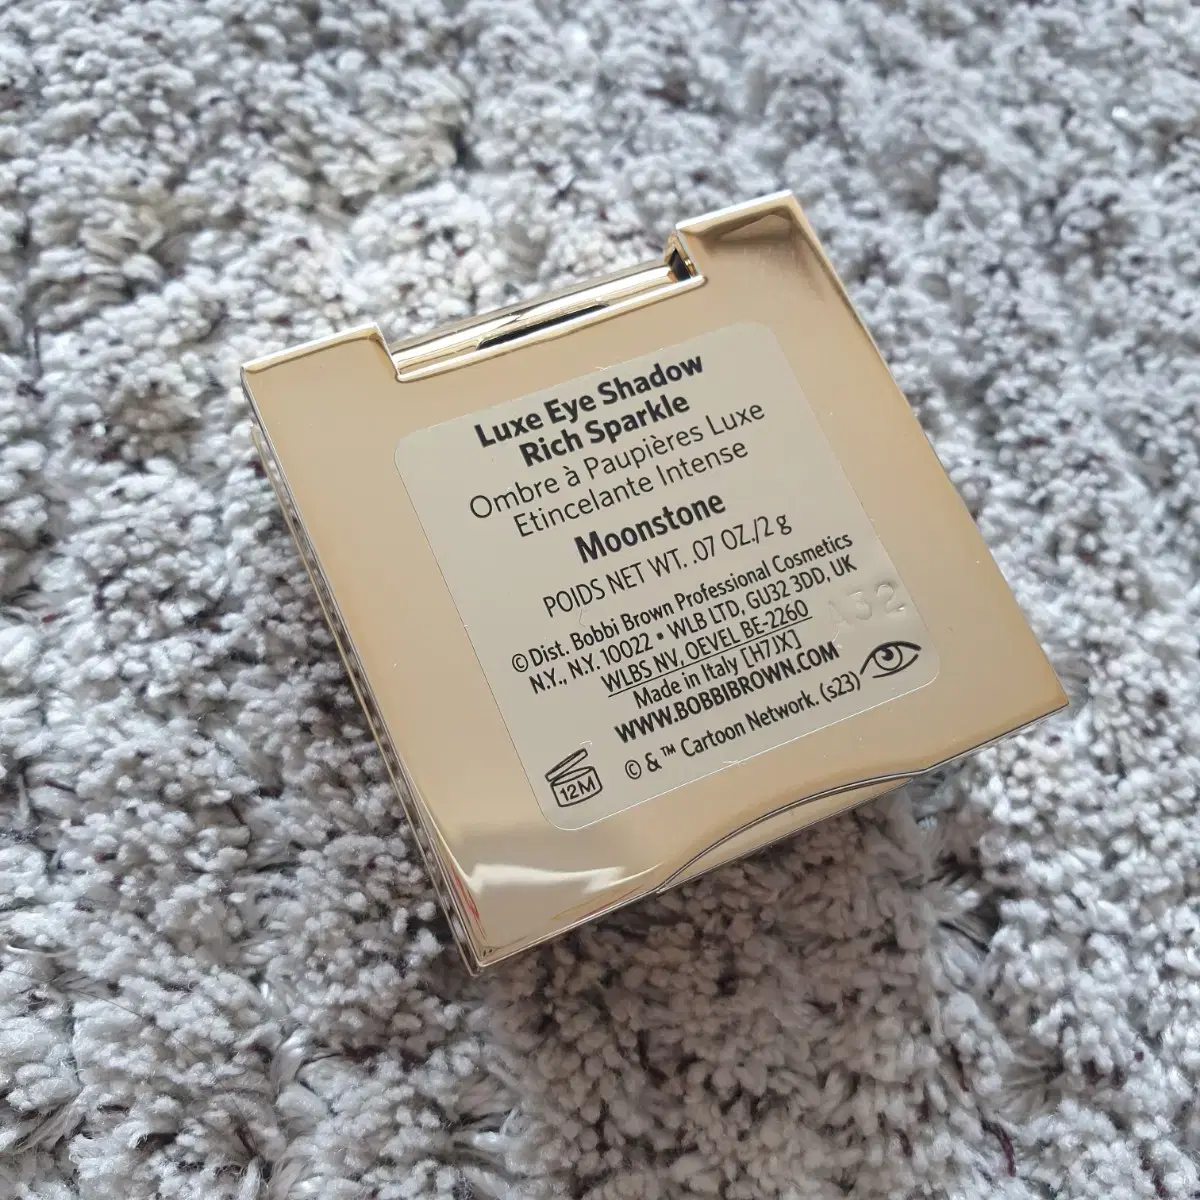 Luxe Eye Shadow
Rich Sparkle
Ombre à Paupières Luxe
Etincelante Intense
Moonstone
POIDS NET WT. .07 OZ./2 g
©Dist. Bobbi Brown Professional Cosmetics
N.Y., N.Y. 10022 • WLB LTD, GU32 3DD, UK
WLBS NV, OEVEL BE-2260
Made in Italy [H7JX]
WWW.BOBBIBROWN.COM
© & ™ Cartoon Network. (s23)
12M
A32